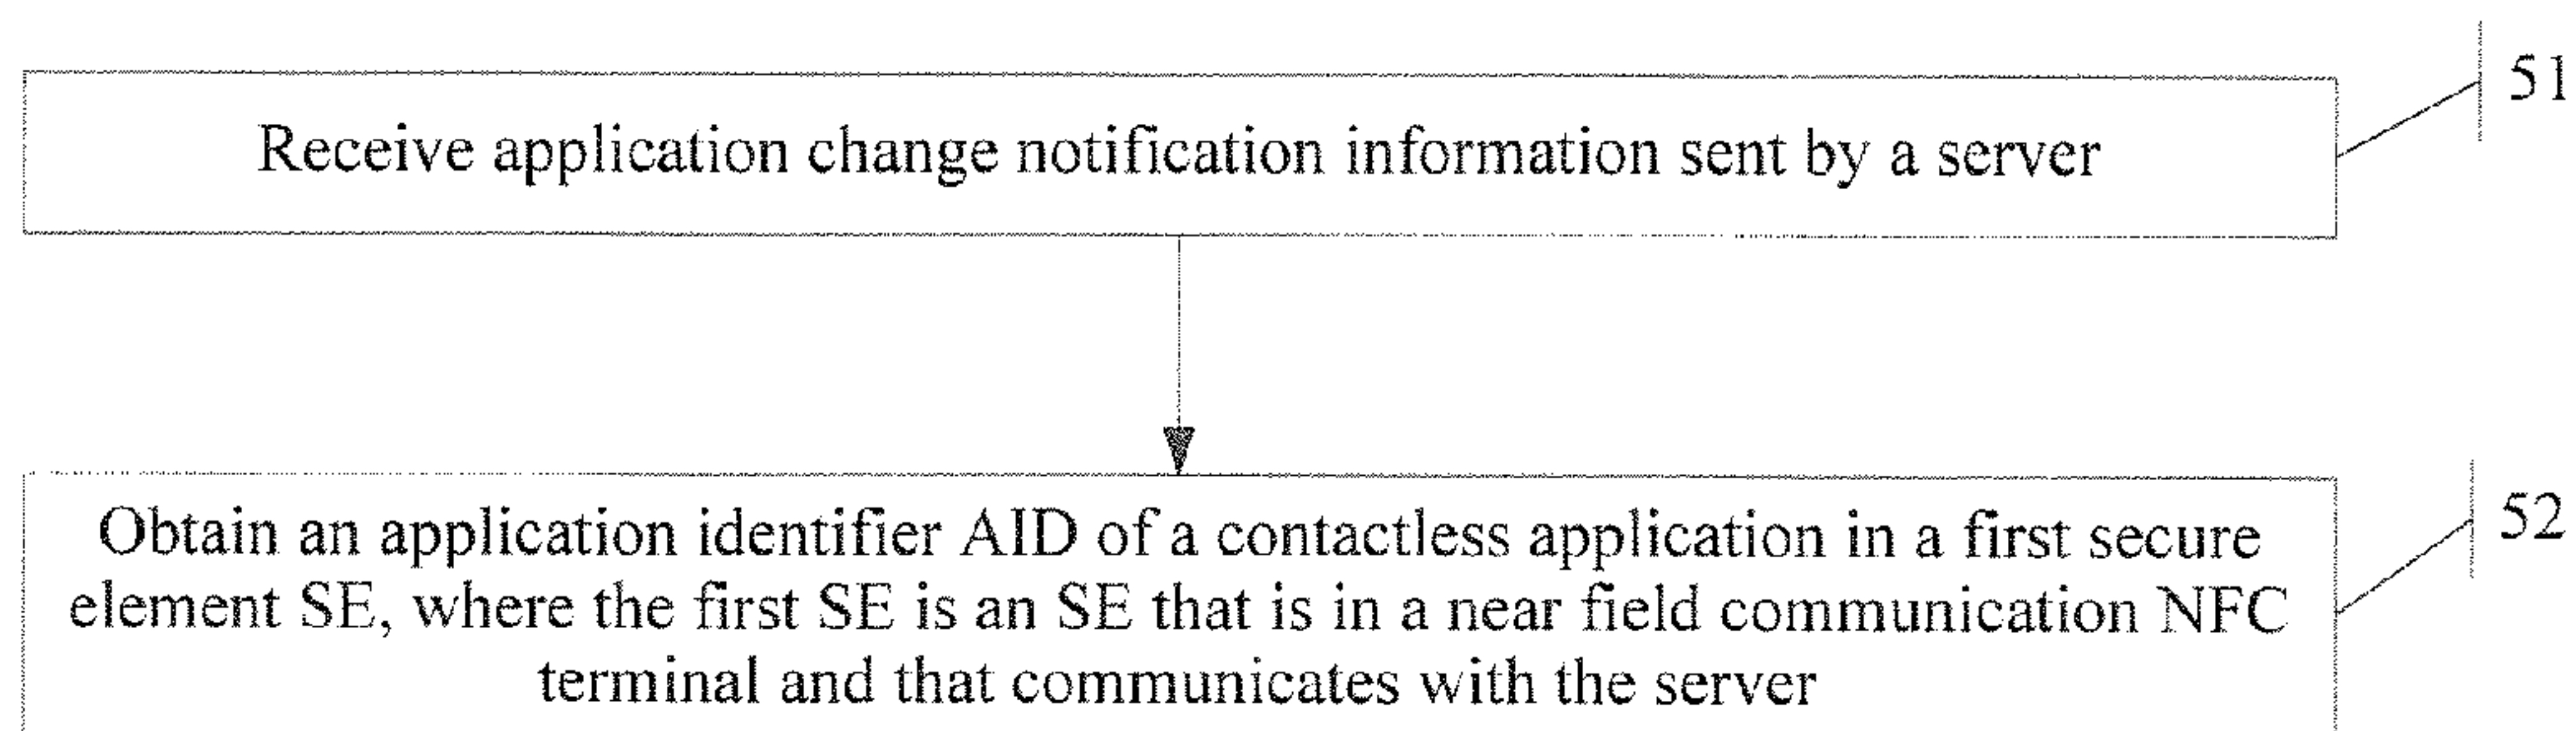 Receive application change notification information sent by a server
51
Obtain an application identifier AID of a contactless application in a first secure
element SE, where the first SE is an SE that is in a near field communication NFC
terminal and that communicates with the server
52